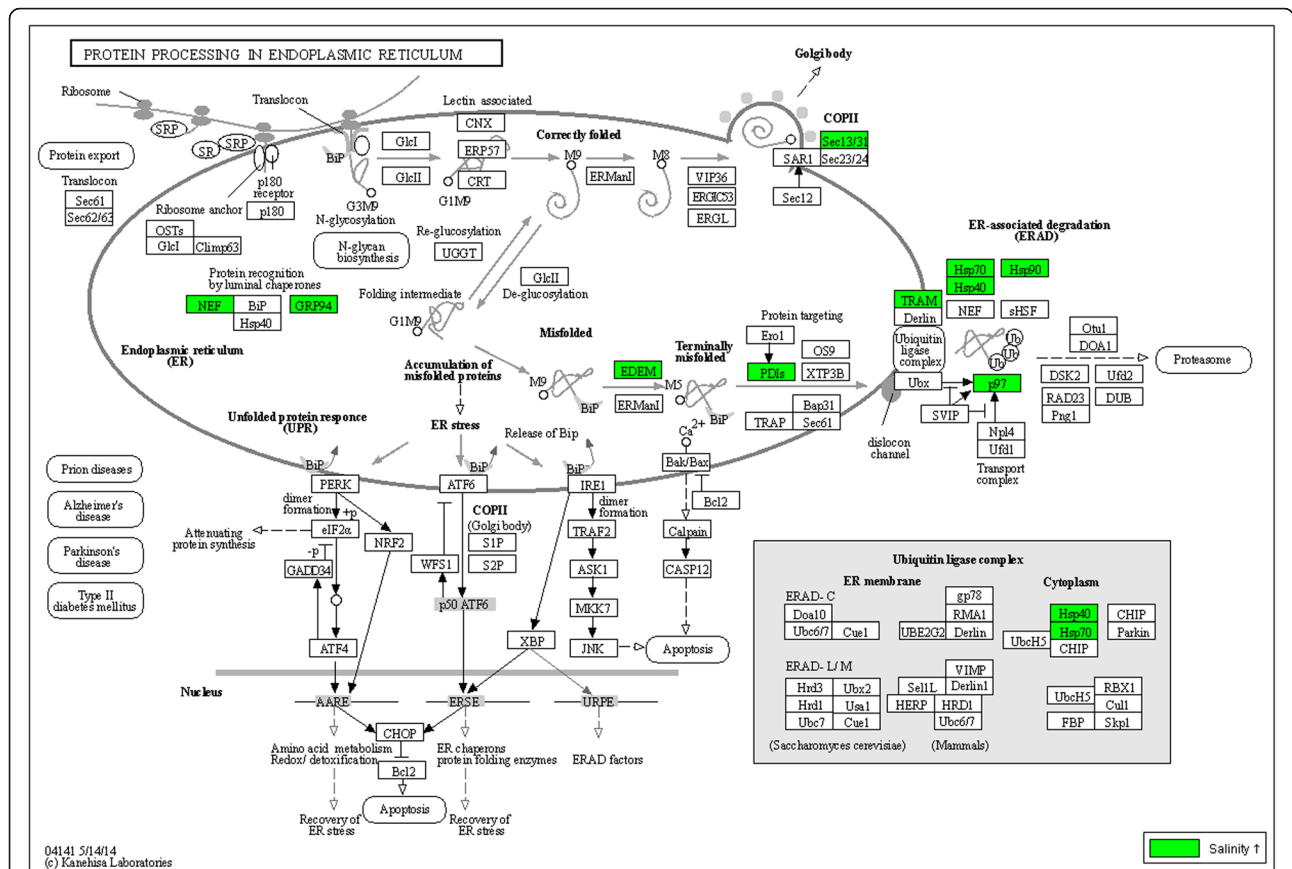 PROTEIN PROCESSING IN ENDOPLASMIC RETICULUM
Golgi body
Ribosome
SRP
SR
SRP
Translocon
Lectin associated
CNX
ERP57
CRT
G1M9
GlcI
GlcII
BiP
G3M9
N-glycosylation
N-glycan
biosynthesis
Correctly folded
M9
ERManI
M8
VIP36
ERGIC53
ERGL
COPII
Sec13/31
SAR1
Sec23/24
Sec12
Protein export
Translocon
Sec61
Sec62/63
p180
receptor
p180
Ribosome anchor
OSTs
GlcI
Climp63
Re-glucosylation
UGGT
GlcII
De-glucosylation
Protein recognition
by luminal chaperones
NEF
BiP
GRP94
Hsp40
Folding intermediate
G1M9
Endoplasmic reticulum
(ER)
Misfolded
Accumulation of
misfolded proteins
M9
BiP
EDEM
ERManI
Terminally
misfolded
M5
BiP
Protein targeting
Ero1
PDIs
OS9
XTP3B
Bap31
TRAP
Sec61
ER-associated degradation
(ERAD)
Hsp70
Hsp90
Hsp40
TRAM
Derlin
NEF
sHSF
Ubiquitin
ligase
complex
Ub
Ub
Ub
Ubx
p97
SVIP
Npl4
Ufd1
Transport
complex
dislocon
channel
Otu1
DOA1
DSK2
Ufd2
RAD23
DUB
Png1
Proteasome
Unfolded protein responce
(UPR)
ER stress
Release of Bip
BiP
BiP
BiP
PERK
ATF6
IRE1
Ca2+
Bak/Bax
Bcl2
Calpain
CASP12
Apoptosis
Prion diseases
Alzheimer's
disease
Parkinson's
disease
Type II
diabetes mellitus
dimer
formation
+p
eIF2α
Attenuating
protein synthesis
-p
GADD34
NRF2
ATF4
COPII
(Golgi body)
S1P
S2P
WFS1
p50 ATF6
dimer
formation
TRAF2
ASK1
MKK7
JNK
XBP
Nucleus
AARE
ERSE
URPE
CHOP
Amino acid metabolism
Redox/ detoxification
Bcl2
Apoptosis
ER chaperons
protein folding enzymes
ERAD factors
Recovery of
ER stress
Recovery of
ER stress
Ubiquitin ligase complex
ER membrane
Cytoplasm
ERAD- C
Doa10
Ubc6/7
Cue1
gp78
RMA1
UBE2G2
Derlin
Hsp40
Hsp70
UbcH5
CHIP
CHIP
Parkin
ERAD- L/ M
Hrd3
Ubx2
Hrd1
Usa1
Ubc7
Cue1
VIMP
Sel1L
Derlin1
HERP
HRD1
Ubc6/7
UbcH5
RBX1
Cul1
FBP
Skp1
(Saccharomyces cerevisiae)
(Mammals)
04141 5/14/14
(c) Kanehisa Laboratories
Salinity ↑